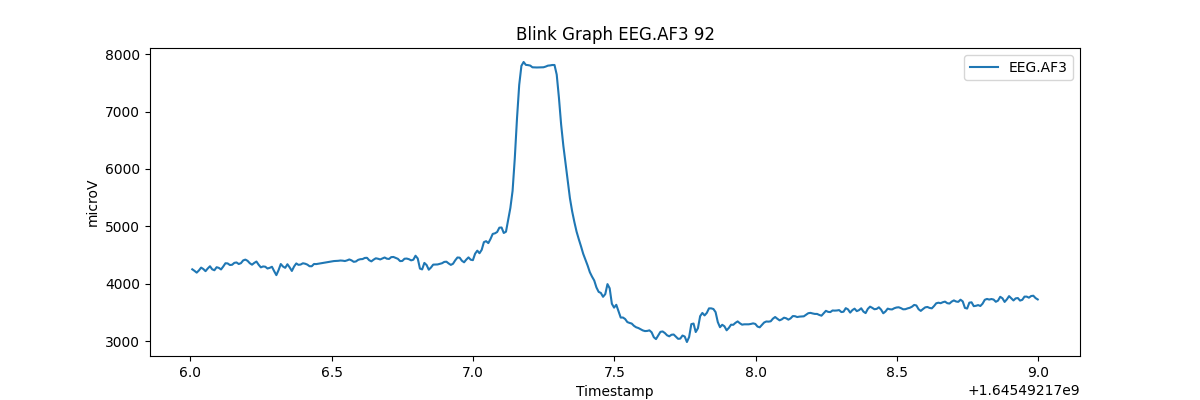 Blink Graph EEG.AF3 92
EEG.AF3
8000
7000
6000
5000
4000
3000
microV
6.0 6.5 7.0 7.5 8.0 8.5 9.0
Timestamp
+1.64549217e9